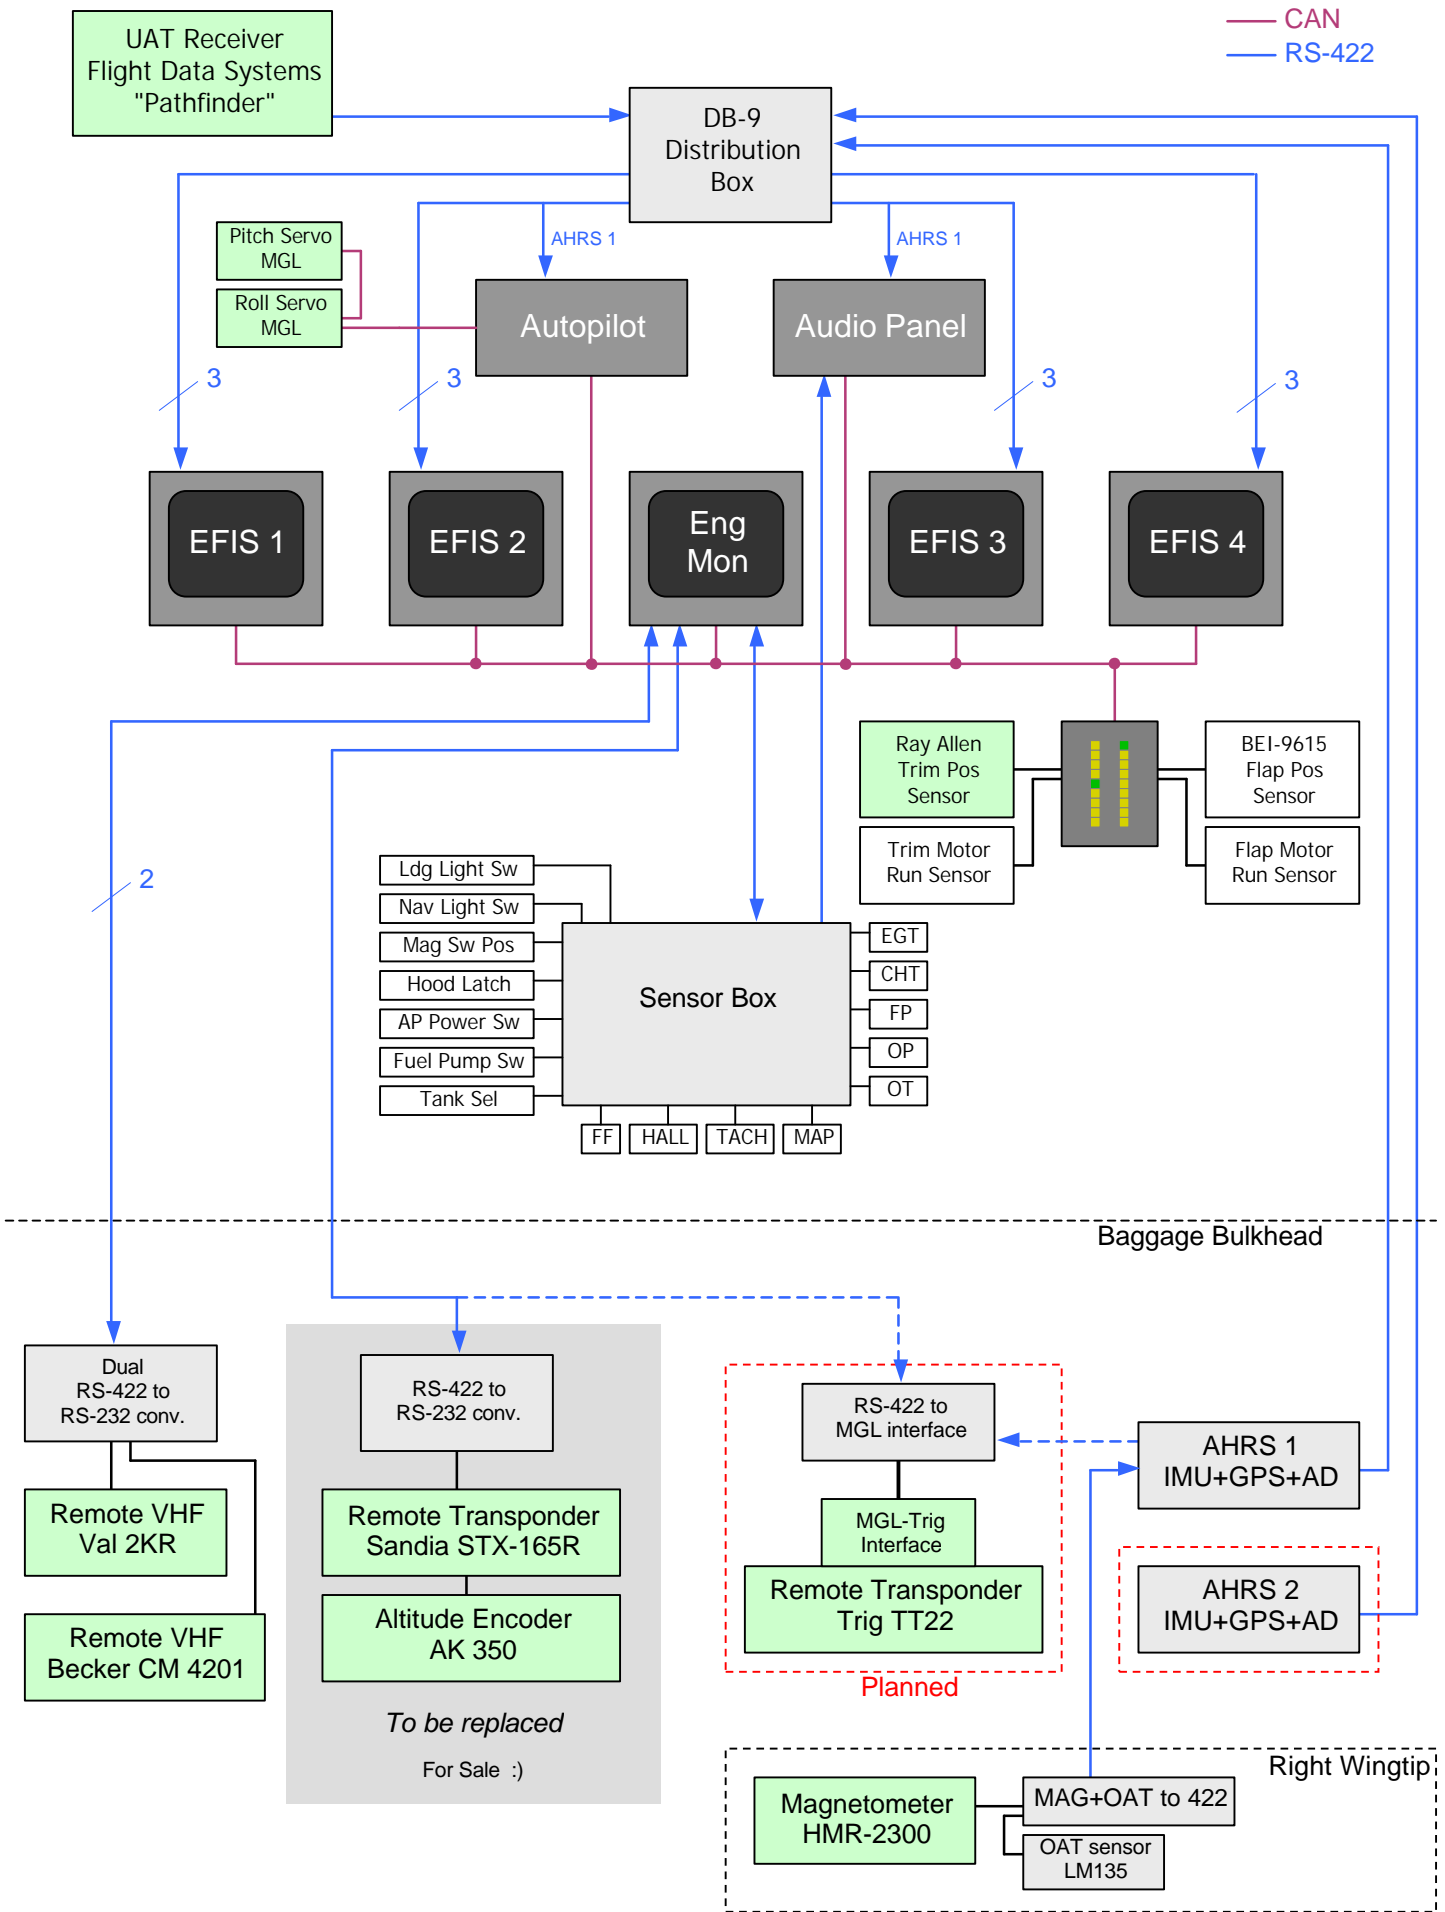 CAN
RS-422
UAT Receiver
Flight Data Systems
"Pathfinder"
DB-9
Distribution
Box
Pitch Servo
MGL
Roll Servo
MGL
AHRS 1
AHRS 1
Autopilot
Audio Panel
3
3
3
3
EFIS 1
EFIS 2
Eng
Mon
EFIS 3
EFIS 4
Ray Allen
Trim Pos
Sensor
BEI-9615
Flap Pos
Sensor
Trim Motor
Run Sensor
Flap Motor
Run Sensor
2
Ldg Light Sw
Nav Light Sw
Mag Sw Pos
Hood Latch
AP Power Sw
Fuel Pump Sw
Tank Sel
Sensor Box
EGT
CHT
FP
OP
OT
FF
HALL
TACH
MAP
Baggage Bulkhead
Dual
RS-422 to
RS-232 conv.
Remote VHF
Val 2KR
Remote VHF
Becker CM 4201
RS-422 to
RS-232 conv.
Remote Transponder
Sandia STX-165R
Altitude Encoder
AK 350
To be replaced
For Sale :)
RS-422 to
MGL interface
MGL-Trig
Interface
Remote Transponder
Trig TT22
Planned
AHRS 1
IMU+GPS+AD
AHRS 2
IMU+GPS+AD
Right Wingtip
Magnetometer
HMR-2300
MAG+OAT to 422
OAT sensor
LM135